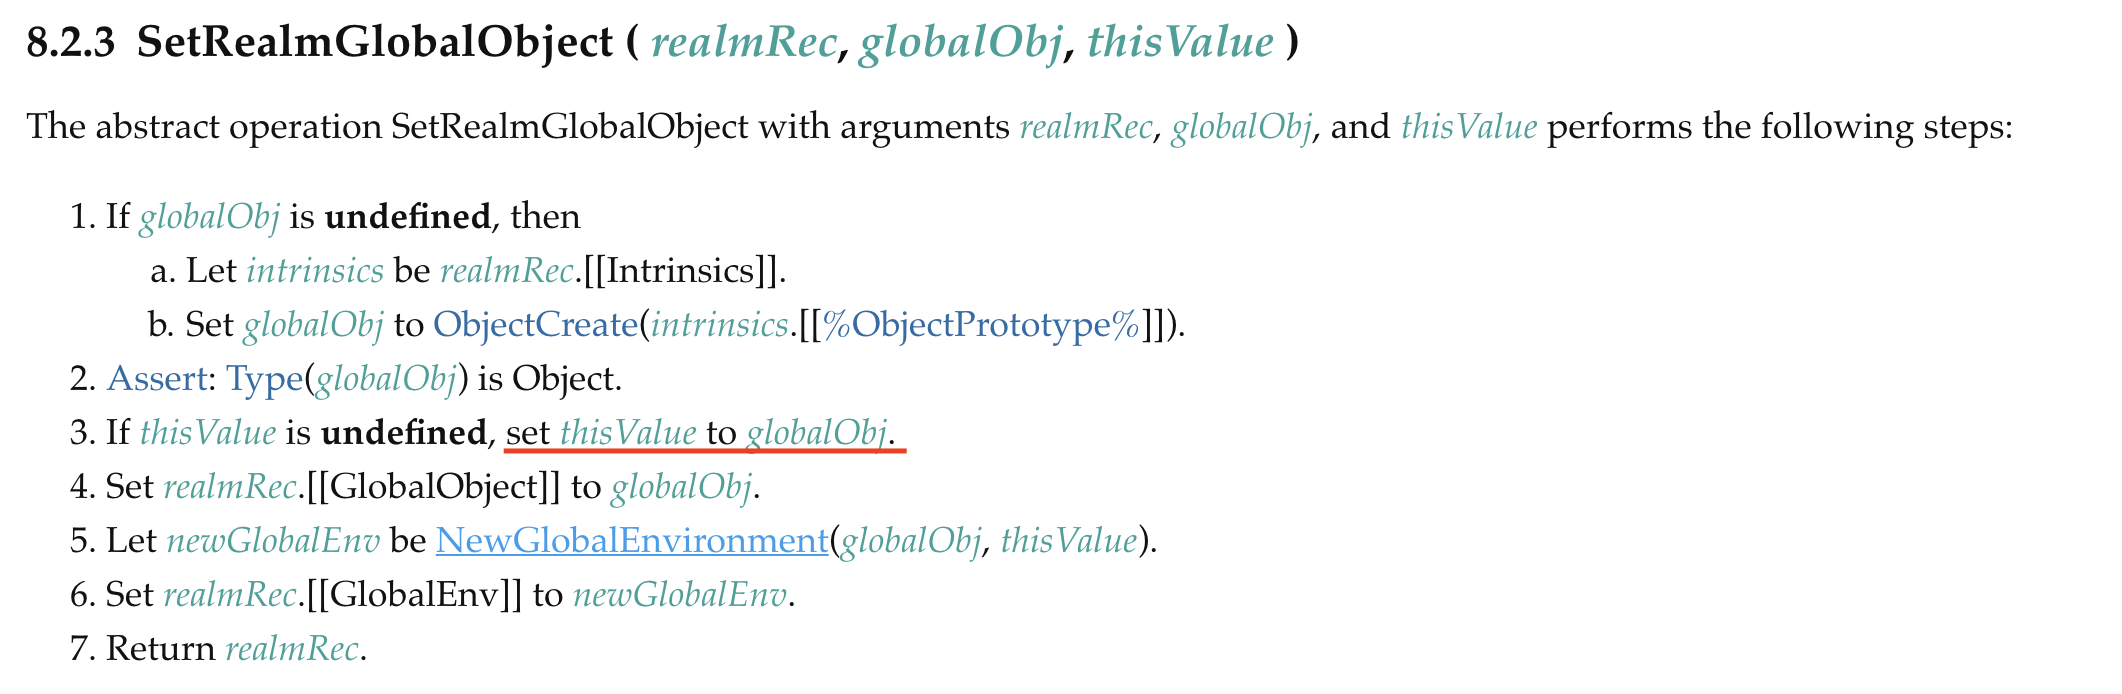 8.2.3 SetRealmGlobalObject ( realmRec, globalObj, thisValue )
The abstract operation SetRealmGlobalObject with arguments realmRec, globalObj, and thisValue performs the following steps:
1. If globalObj is undefined, then
a. Let intrinsics be realmRec.[[Intrinsics]].
b. Set globalObj to ObjectCreate(intrinsics.[[%ObjectPrototype%]]).
2. Assert: Type(globalObj) is Object.
3. If thisValue is undefined, set thisValue to globalObj.
4. Set realmRec.[[GlobalObject]] to globalObj.
5. Let newGlobalEnv be NewGlobalEnvironment(globalObj, thisValue).
6. Set realmRec.[[GlobalEnv]] to newGlobalEnv.
7. Return realmRec.